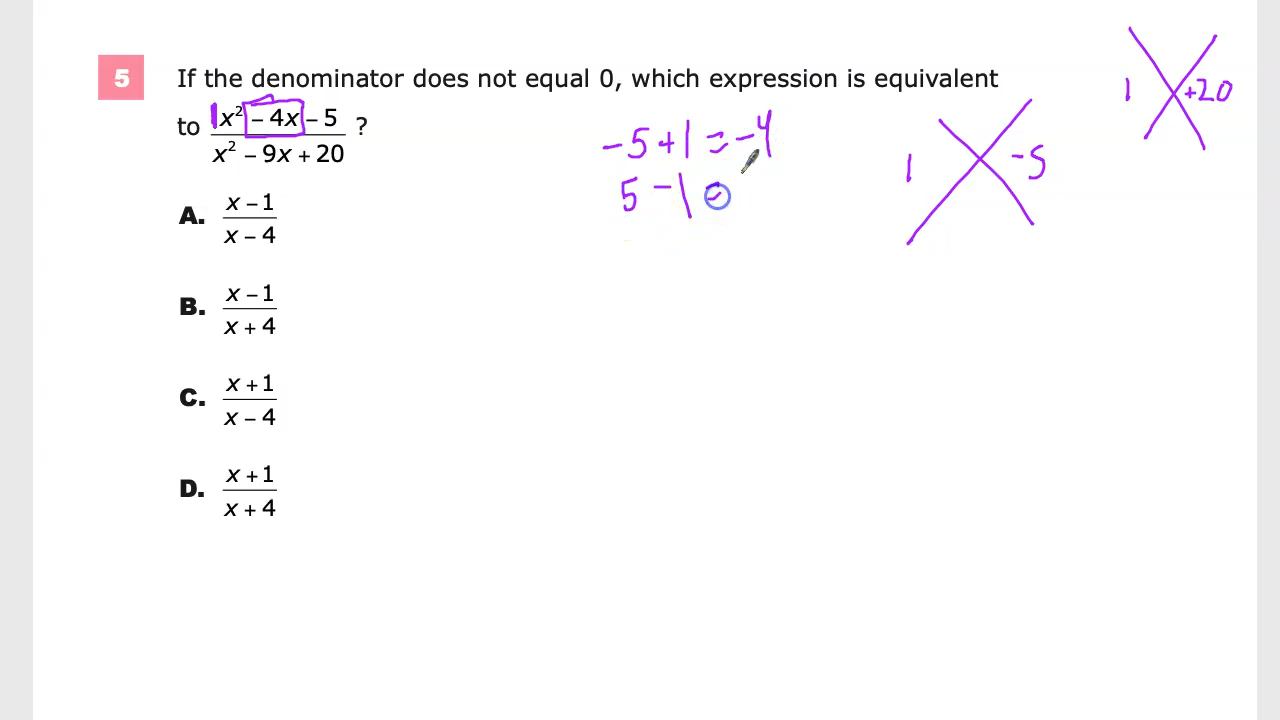 5 If the denominator does not equal 0, which expression is equivalent
to 1x² – 4x – 5 / x² – 9x + 20 ?
A. x – 1 / x – 4
B. x – 1 / x + 4
C. x + 1 / x – 4
D. x + 1 / x + 4
-5 + 1 = -4
5 - 1 =
1 -5
1 +20